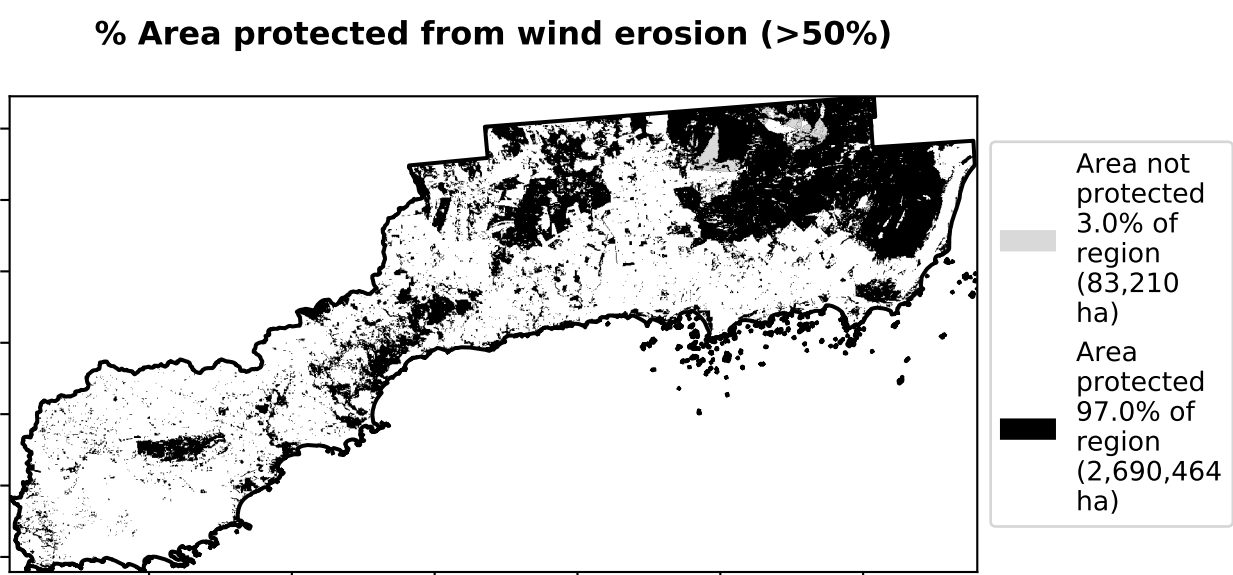 % Area protected from wind erosion (>50%)
Area not
protected
3.0% of
region
(83,210
ha)
Area
protected
97.0% of
region
(2,690,464
ha)